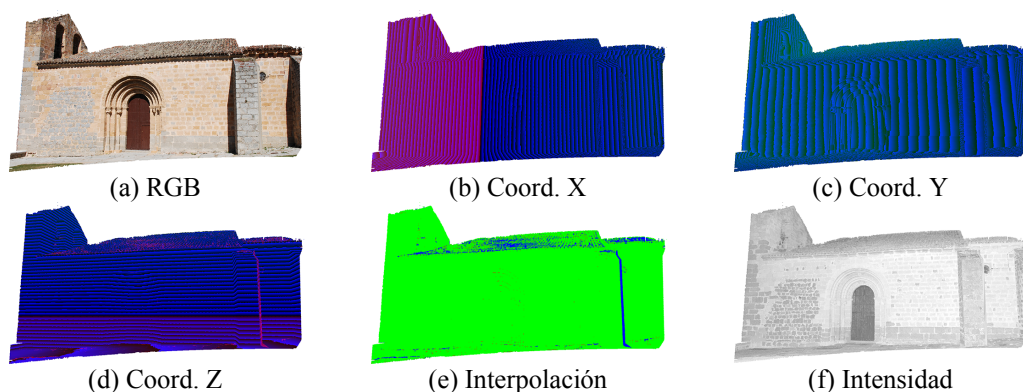 (a) RGB
(b) Coord. X
(c) Coord. Y
(d) Coord. Z
(e) Interpolación
(f) Intensidad